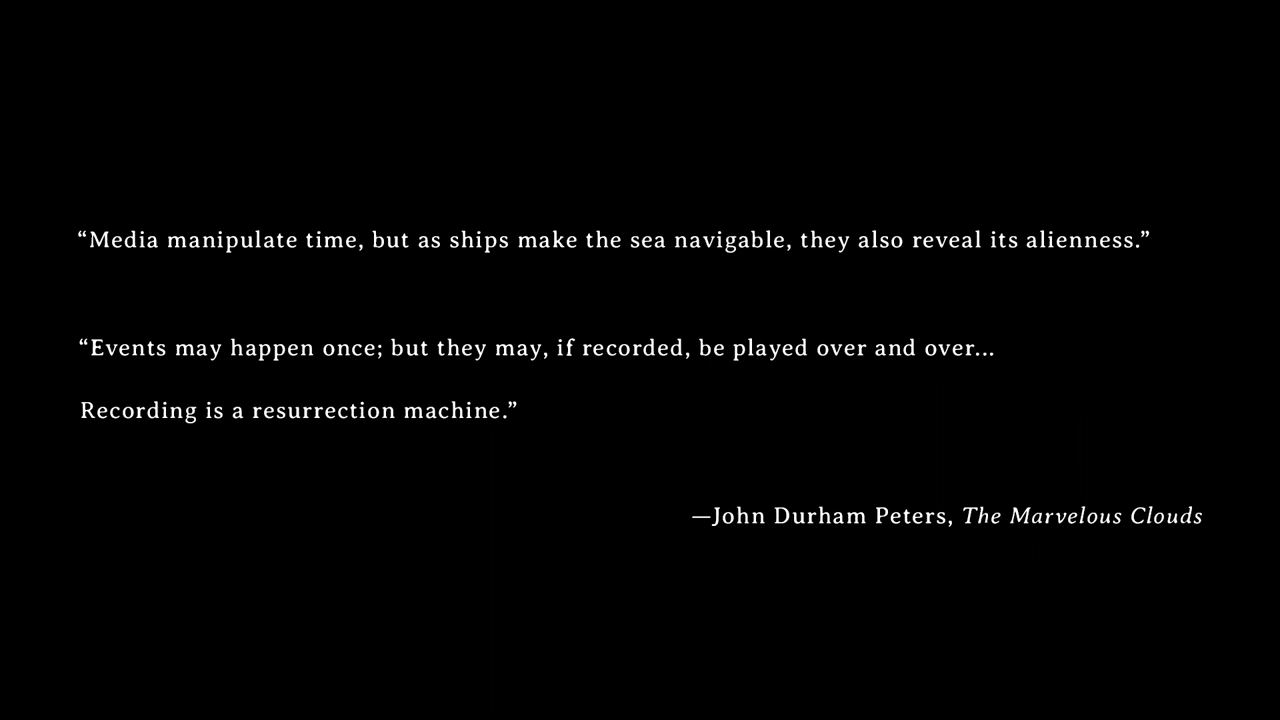 “Media manipulate time, but as ships make the sea navigable, they also reveal its alienness.”
“Events may happen once; but they may, if recorded, be played over and over...
Recording is a resurrection machine.”
—John Durham Peters, The Marvelous Clouds